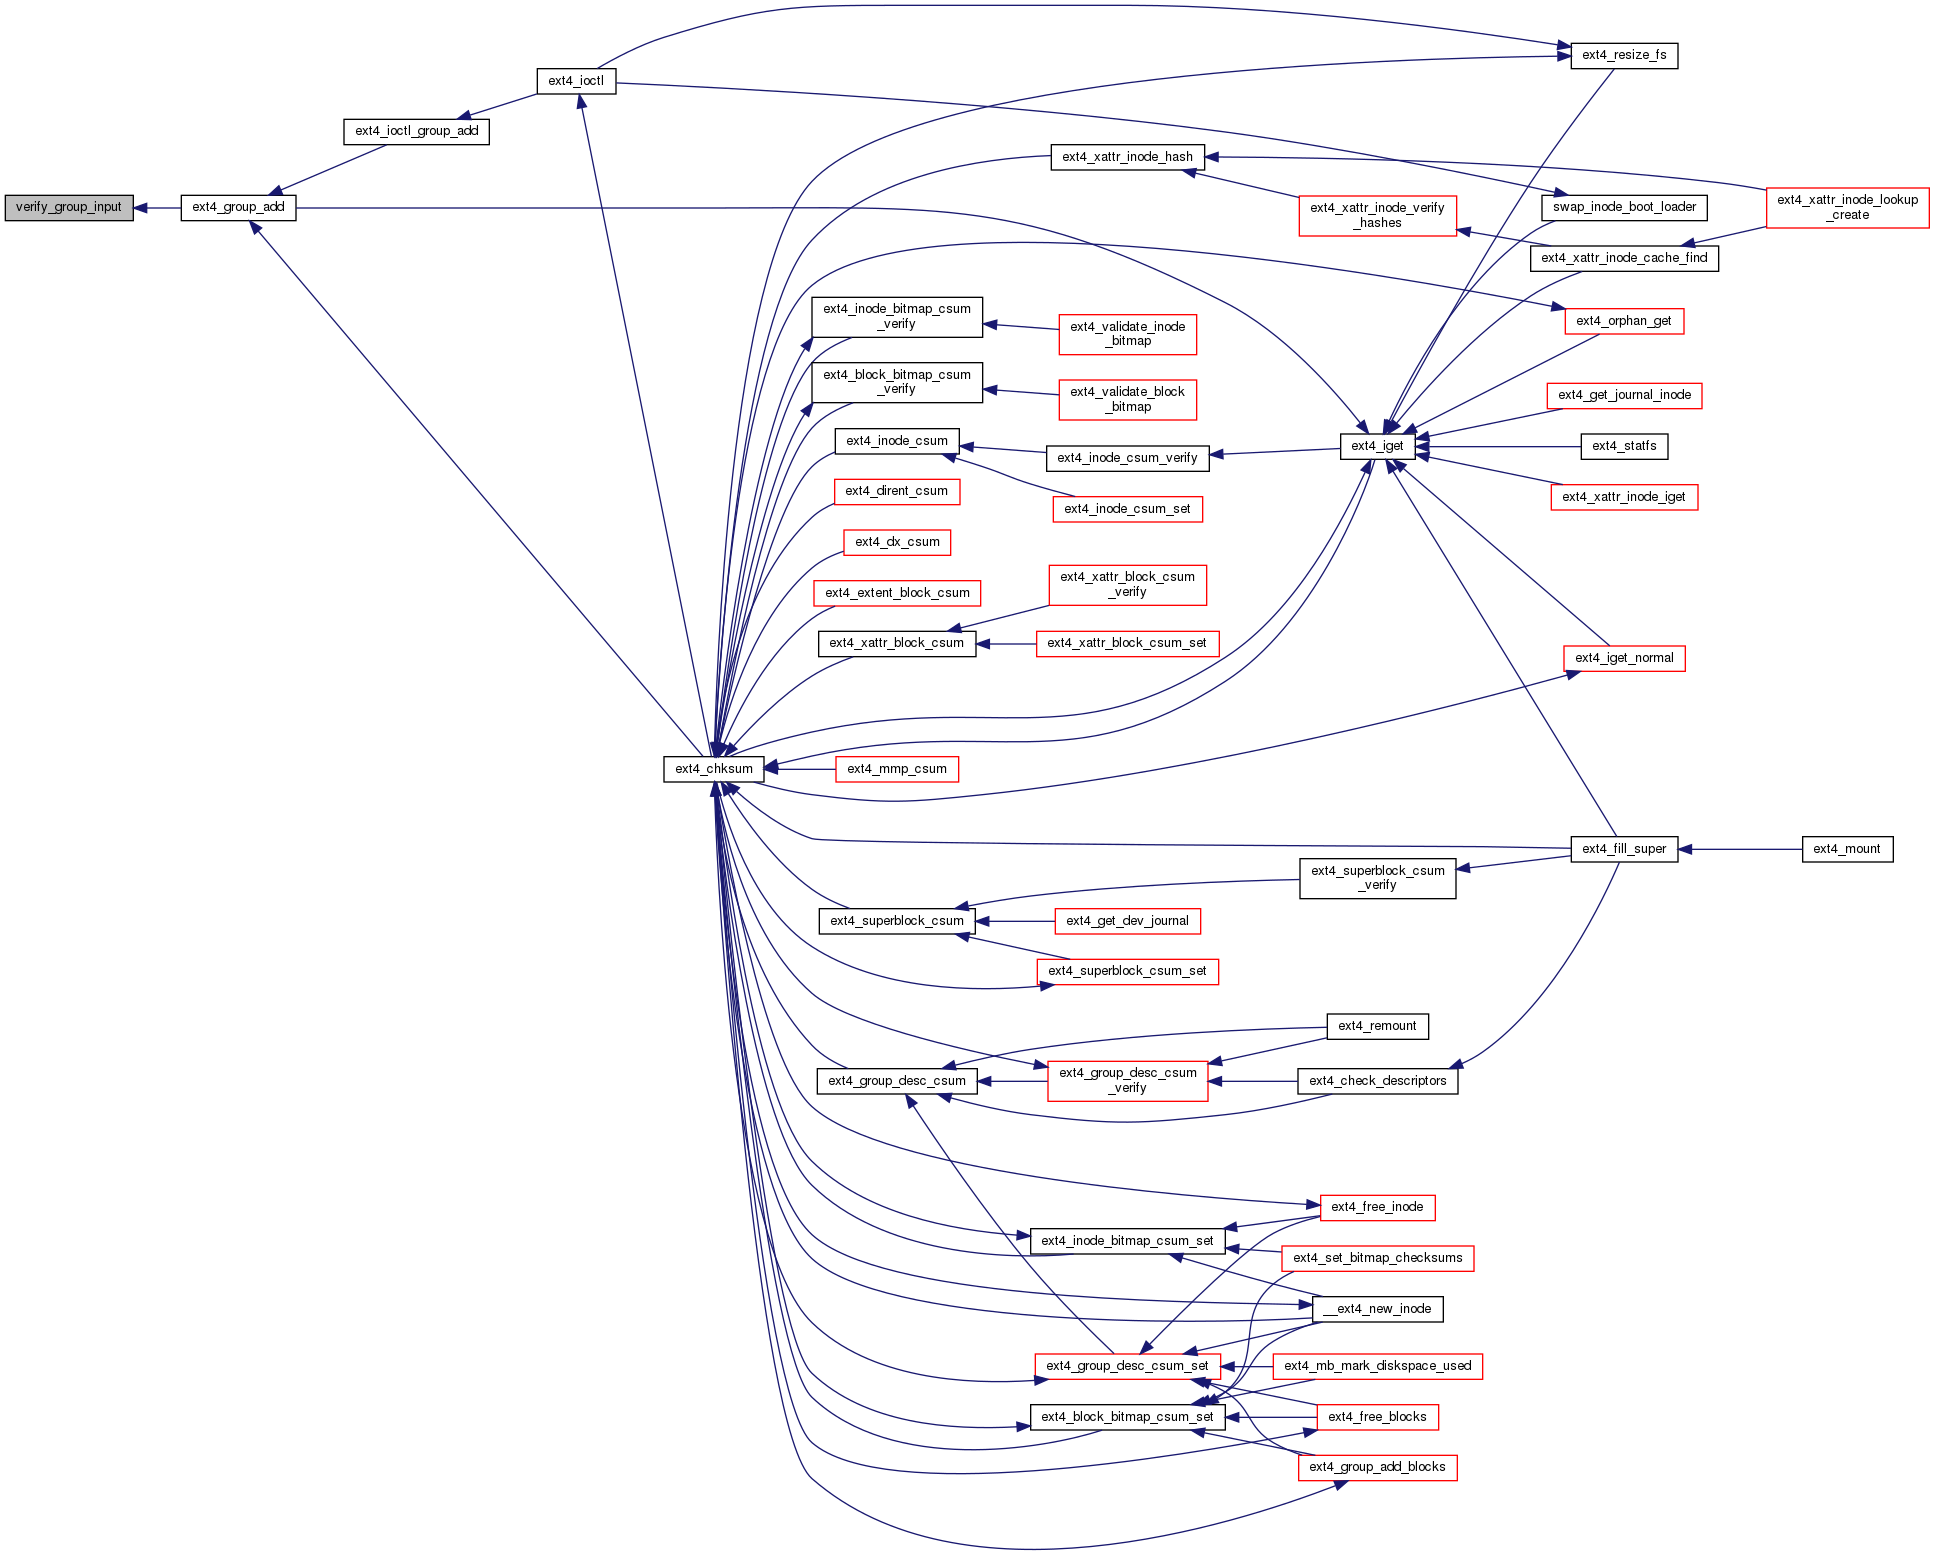 ext4_resize_fs
ext4_ioctl
ext4_ioctl_group_add
ext4_xattr_inode_hash
verify_group_input
ext4_group_add
ext4_xattr_inode_verify
_hashes
swap_inode_boot_loader
ext4_xattr_inode_lookup
_create
ext4_xattr_inode_cache_find
ext4_inode_bitmap_csum
_verify
ext4_validate_inode
_bitmap
ext4_orphan_get
ext4_block_bitmap_csum
_verify
ext4_validate_block
_bitmap
ext4_get_journal_inode
ext4_inode_csum
ext4_inode_csum_verify
ext4_iget
ext4_statfs
ext4_dirent_csum
ext4_inode_csum_set
ext4_xattr_inode_iget
ext4_dx_csum
ext4_extent_block_csum
ext4_xattr_block_csum
_verify
ext4_xattr_block_csum
ext4_xattr_block_csum_set
ext4_iget_normal
ext4_chksum
ext4_mmp_csum
ext4_fill_super
ext4_mount
ext4_superblock_csum
_verify
ext4_superblock_csum
ext4_get_dev_journal
ext4_superblock_csum_set
ext4_remount
ext4_group_desc_csum
ext4_group_desc_csum
_verify
ext4_check_descriptors
ext4_free_inode
ext4_inode_bitmap_csum_set
ext4_set_bitmap_checksums
__ext4_new_inode
ext4_group_desc_csum_set
ext4_mb_mark_diskspace_used
ext4_block_bitmap_csum_set
ext4_free_blocks
ext4_group_add_blocks